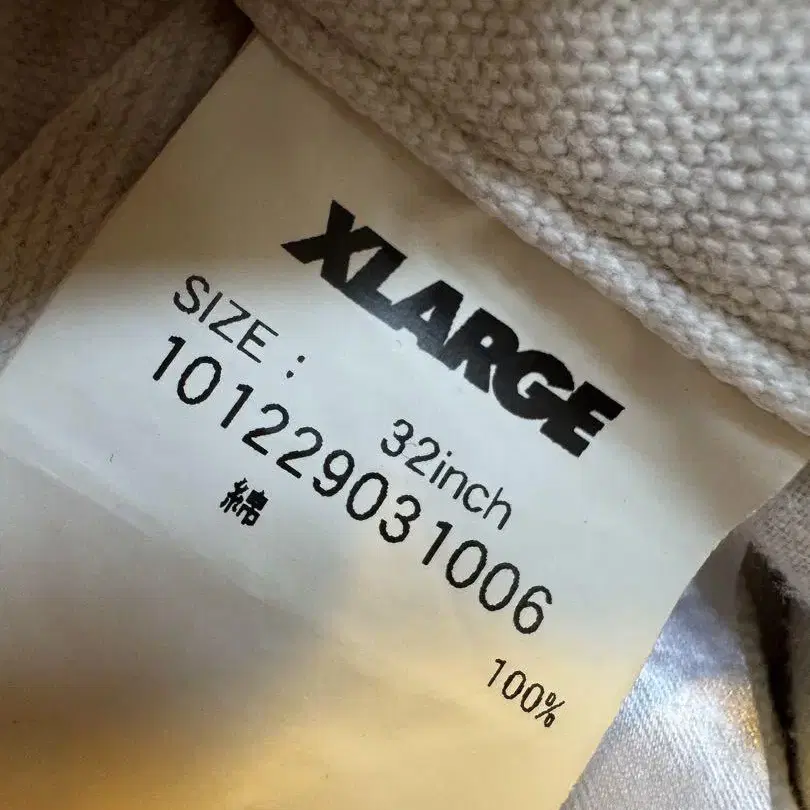 XLARGE
SIZE : 32inch
101229031006
綿 100%